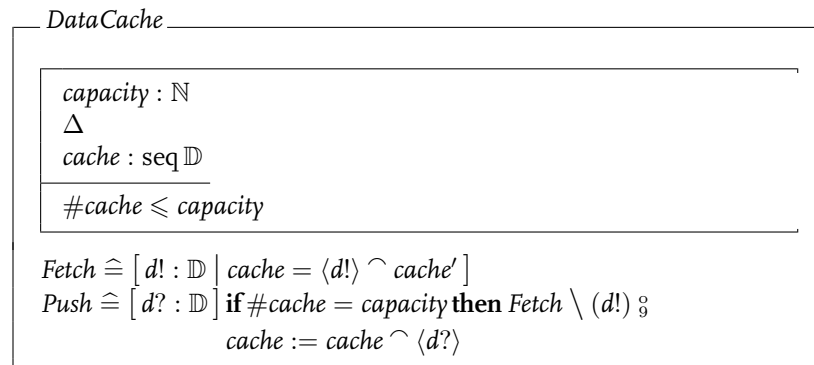 DataCache
capacity : ℕ
Δ
cache : seq 𝔻
#cache ⩽ capacity
Fetch ≙ [ d! : 𝔻 | cache = ⟨d!⟩ ⌢ cache′ ]
Push ≙ [ d? : 𝔻 ] if #cache = capacity then Fetch \ (d!) ⨟
cache := cache ⌢ ⟨d?⟩